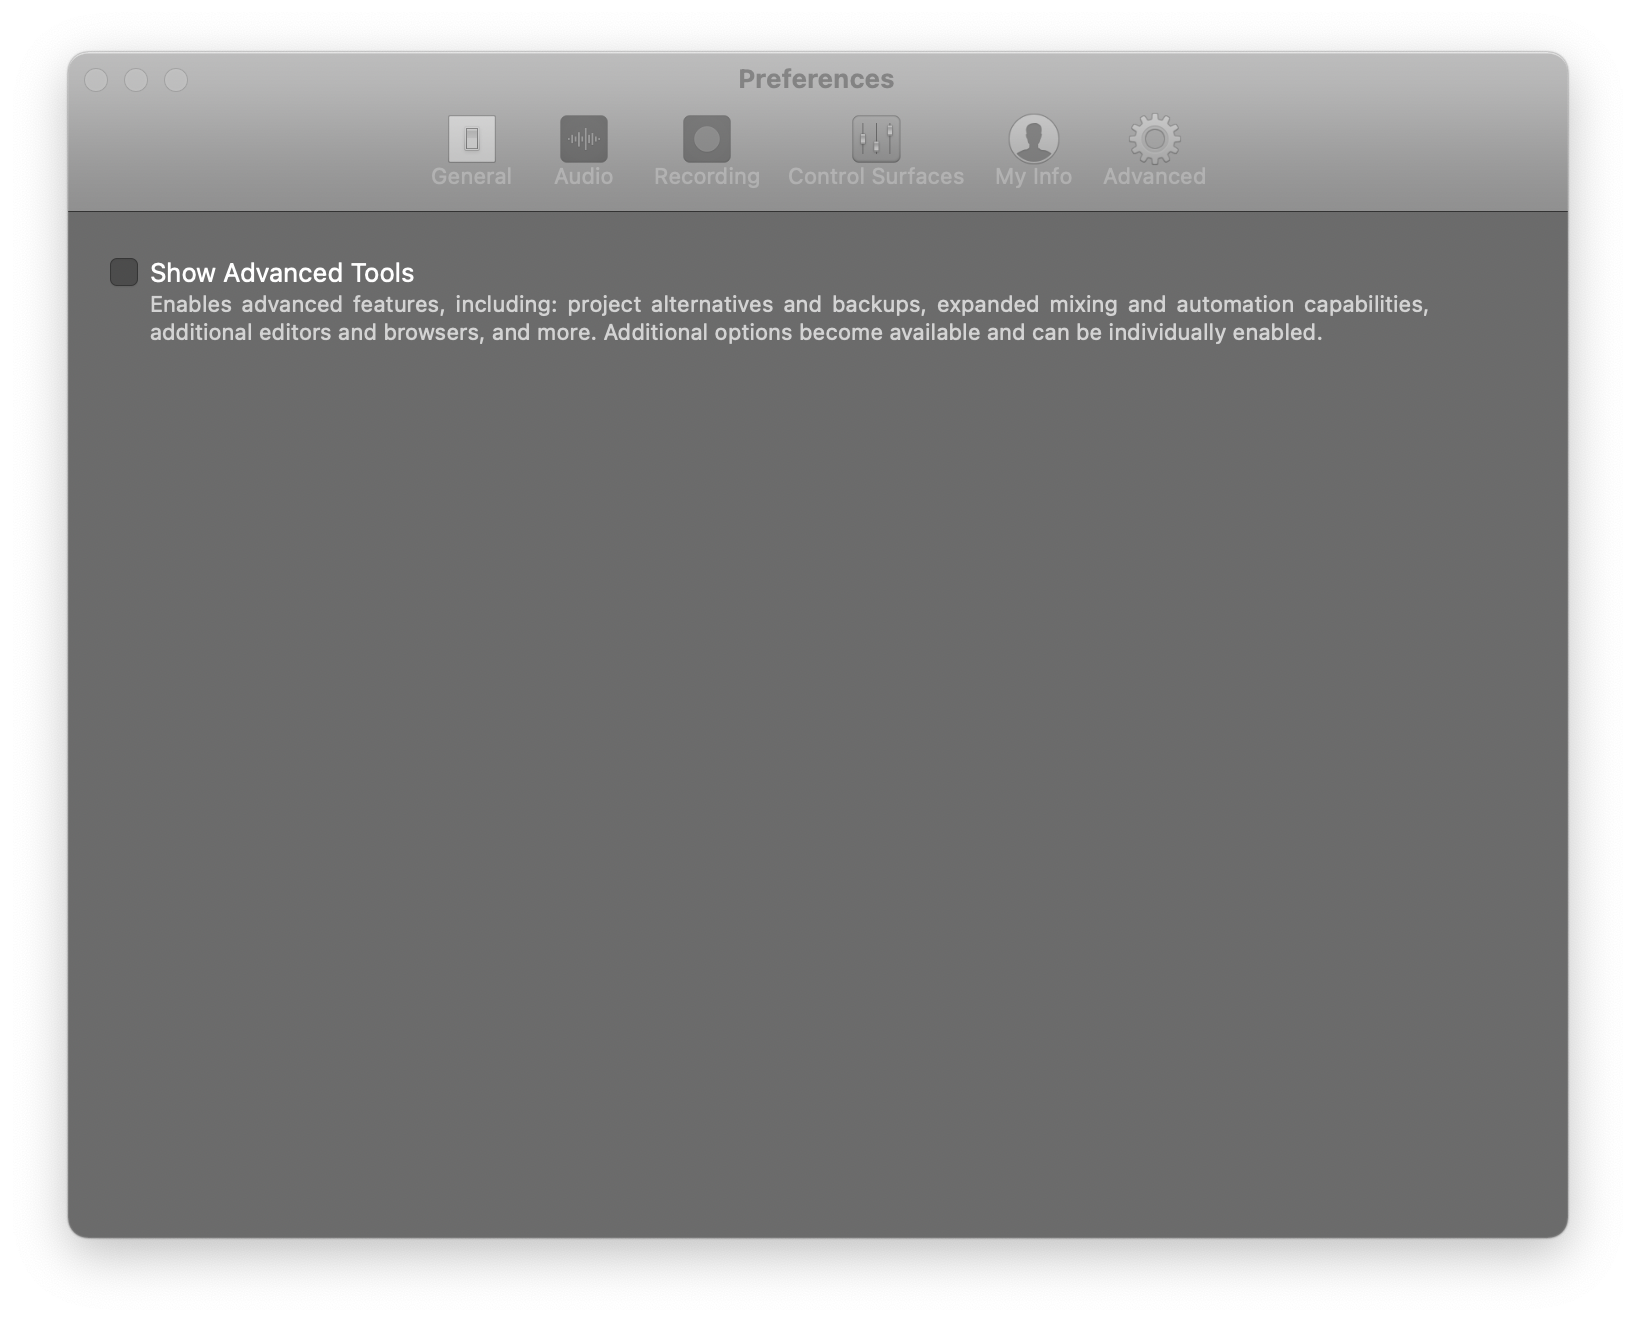 Preferences
General Audio Recording Control Surfaces My Info Advanced
Show Advanced Tools
Enables advanced features, including: project alternatives and backups, expanded mixing and automation capabilities,
additional editors and browsers, and more. Additional options become available and can be individually enabled.